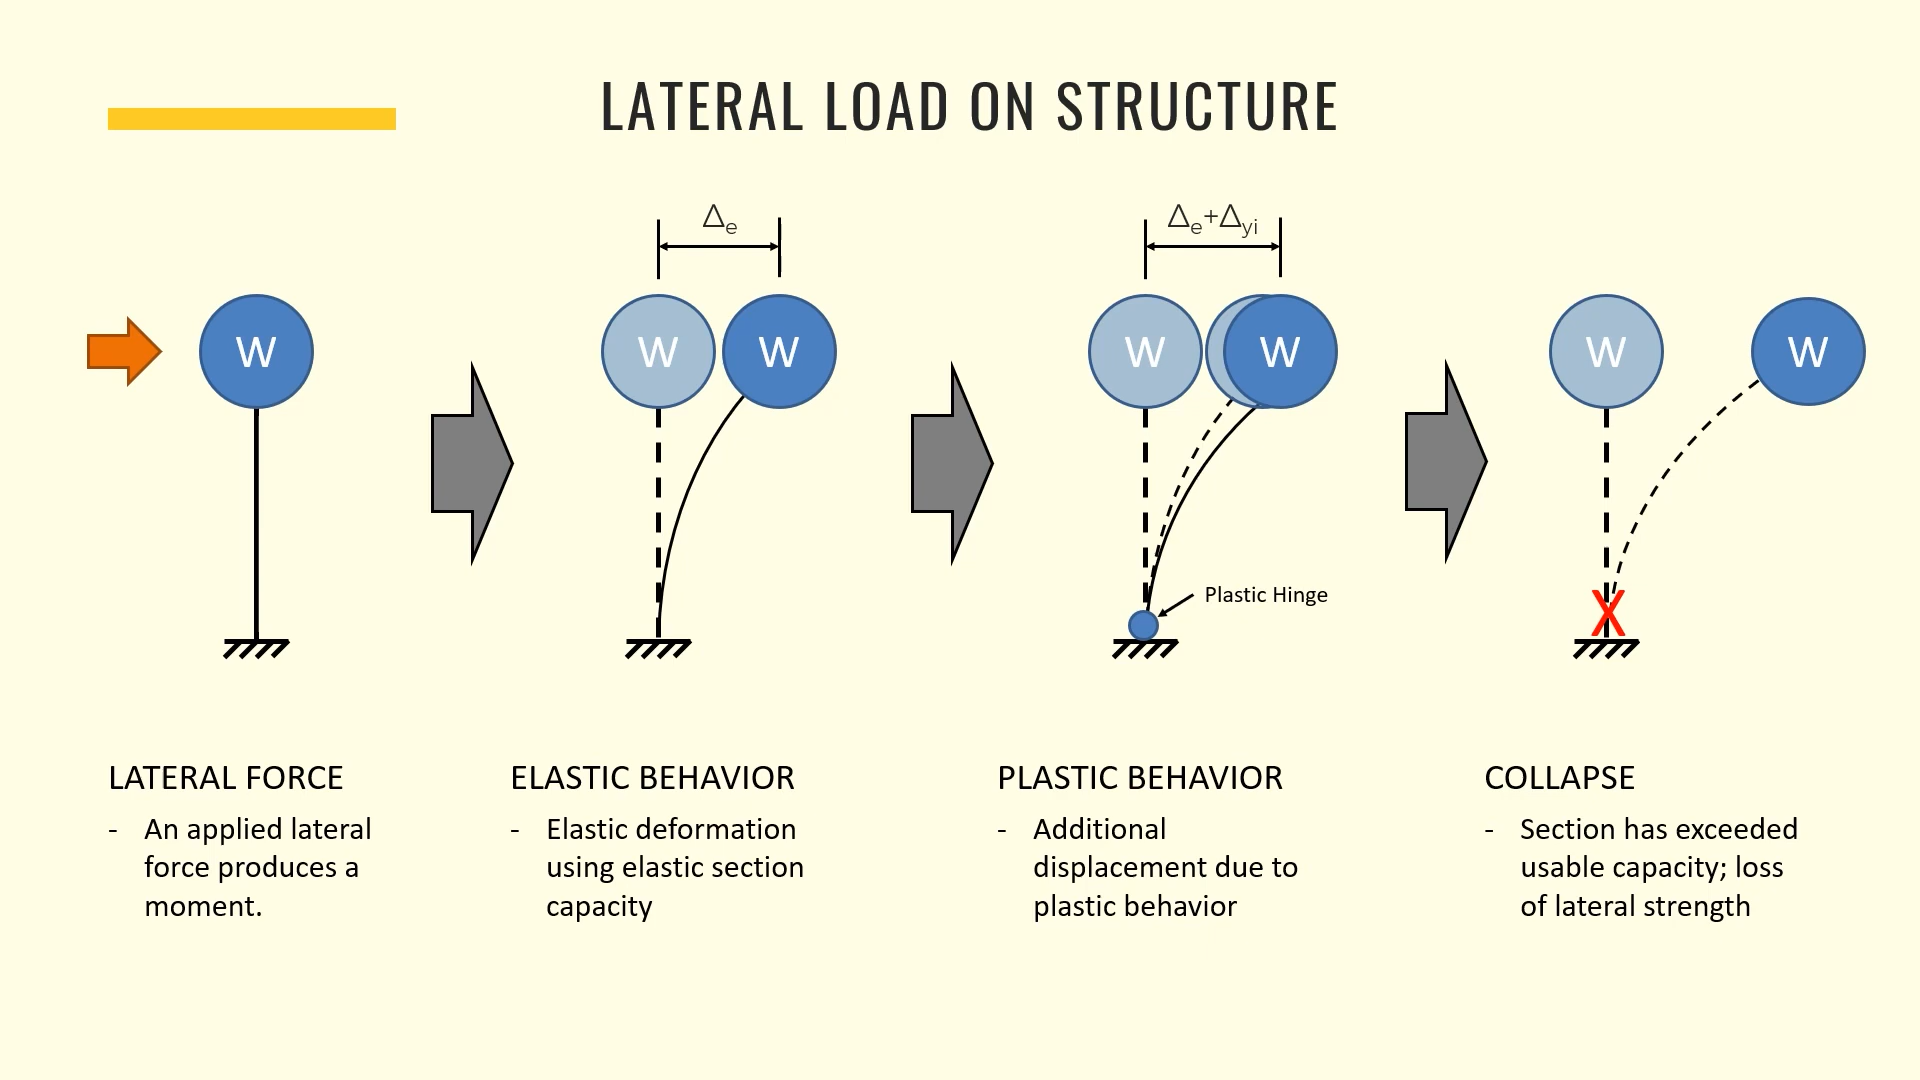 LATERAL LOAD ON STRUCTURE
Δe
Δe+Δyi
W
W
W
W
W
W
W
Plastic Hinge
X
LATERAL FORCE
- An applied lateral
force produces a
moment.
ELASTIC BEHAVIOR
- Elastic deformation
using elastic section
capacity
PLASTIC BEHAVIOR
- Additional
displacement due to
plastic behavior
COLLAPSE
- Section has exceeded
usable capacity; loss
of lateral strength